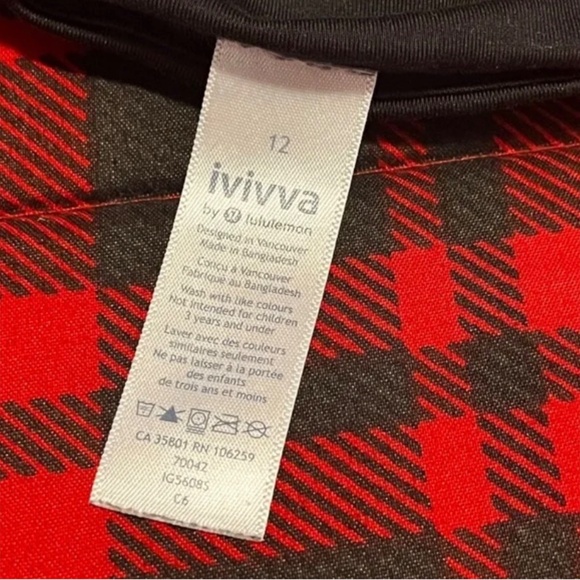 12
ivivva
by lululemon
Designed in Vancouver
Made in Bangladesh
Conçu à Vancouver
Fabriqué au Bangladesh
Wash with like colours
Not intended for children
3 years and under
Laver avec des couleurs
similaires seulement
Ne pas laisser à la portée
des enfants
de trois ans et moins
CA 35801 RN 106259
70042
IG5608S
C6